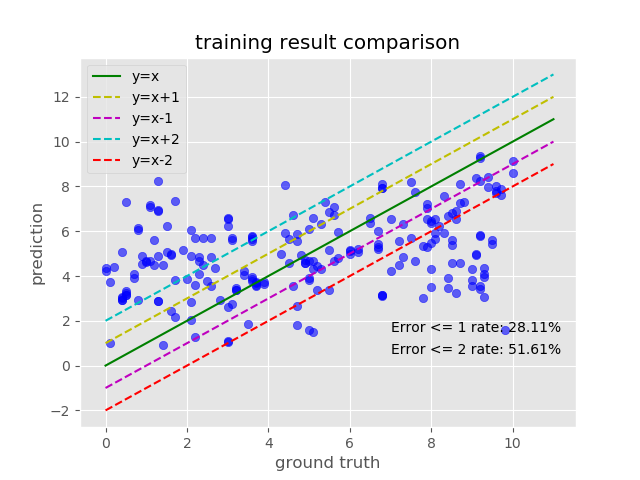 training result comparison
y=x
y=x+1
y=x-1
y=x+2
y=x-2
12
10
8
6
4
2
0
−2
prediction
Error <= 1 rate: 28.11%
Error <= 2 rate: 51.61%
0 2 4 6 8 10
ground truth